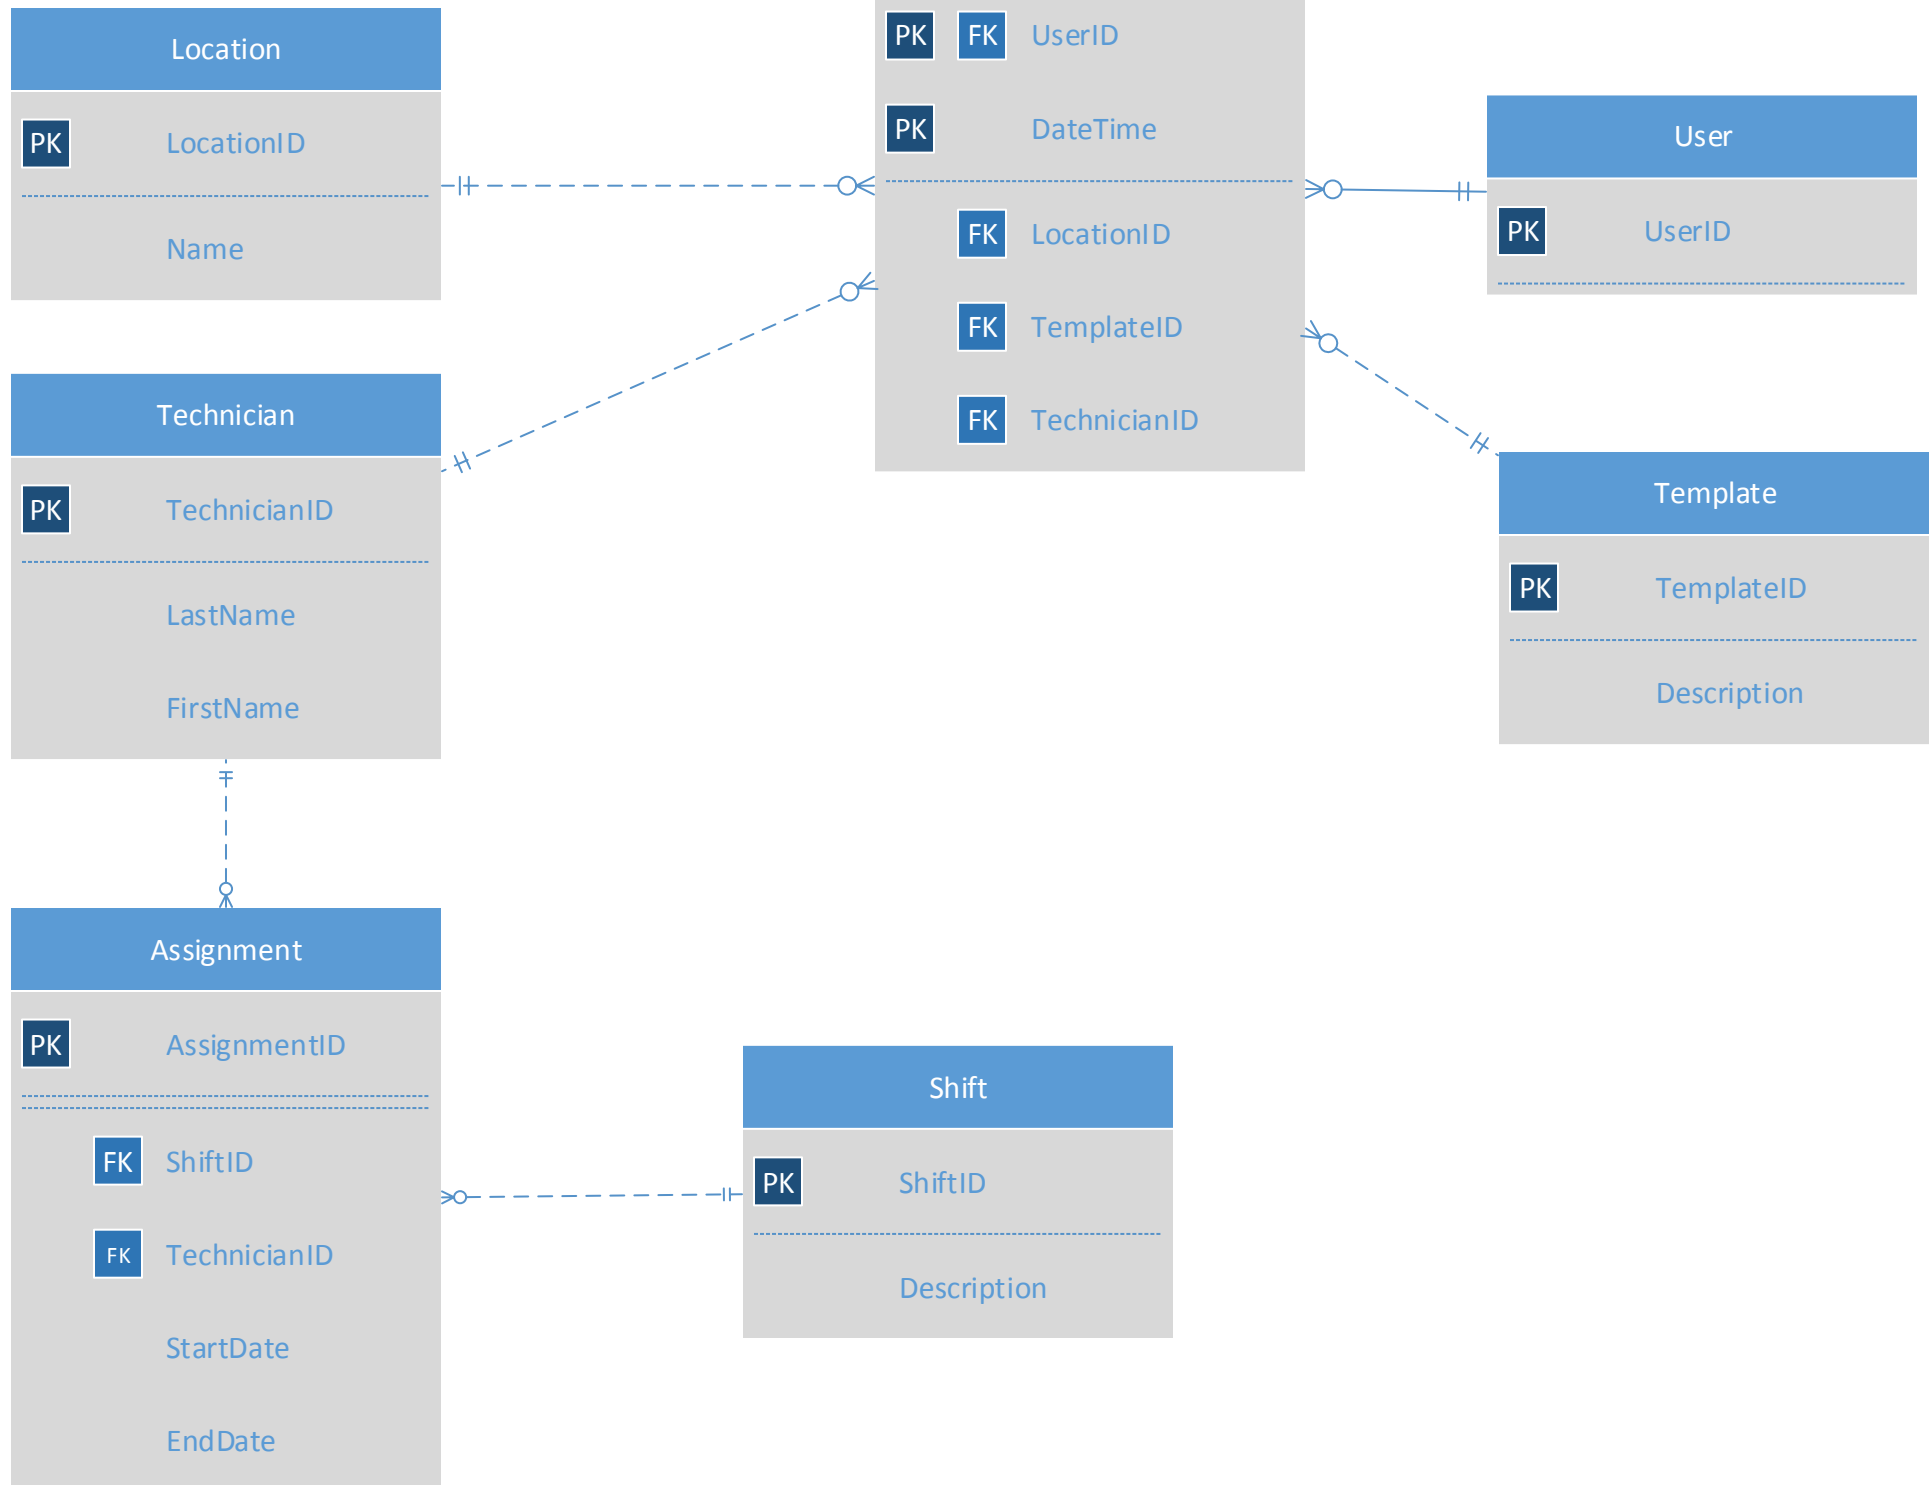 Location
PK LocationID
Name
PK FK UserID
PK DateTime
FK LocationID
FK TemplateID
FK TechnicianID
User
PK UserID
Technician
PK TechnicianID
LastName
FirstName
Template
PK TemplateID
Description
Assignment
PK AssignmentID
FK ShiftID
FK TechnicianID
StartDate
EndDate
Shift
PK ShiftID
Description